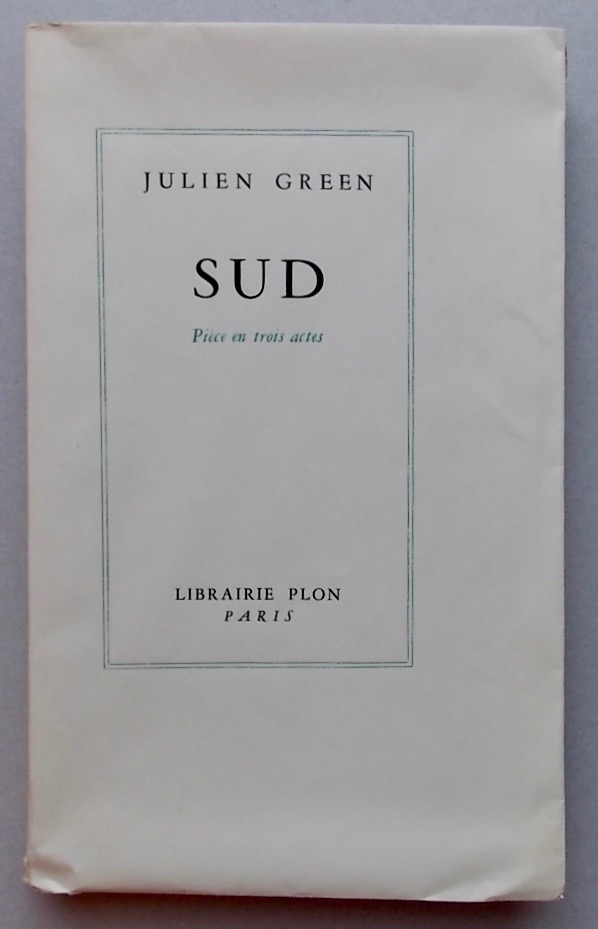 JULIEN GREEN
SUD
Pièce en trois actes
LIBRAIRIE PLON
PARIS